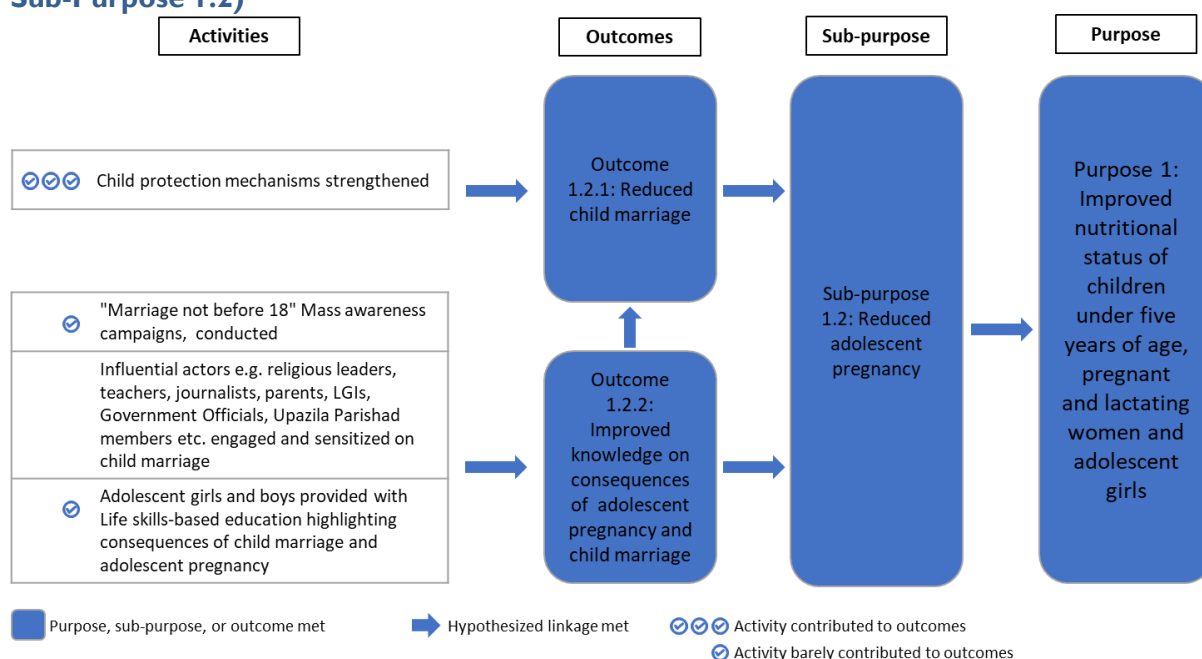 Sub-Purpose 1.2)
Activities
Outcomes
Sub-purpose
Purpose
Child protection mechanisms strengthened
"Marriage not before 18" Mass awareness
campaigns, conducted
Influential actors e.g. religious leaders,
teachers, journalists, parents, LGIs,
Government Officials, Upazila Parishad
members etc. engaged and sensitized on
child marriage
Adolescent girls and boys provided with
Life skills-based education highlighting
consequences of child marriage and
adolescent pregnancy
Outcome
1.2.1: Reduced
child marriage
Outcome
1.2.2:
Improved
knowledge on
consequences
of adolescent
pregnancy and
child marriage
Sub-purpose
1.2: Reduced
adolescent
pregnancy
Purpose 1:
Improved
nutritional
status of
children
under five
years of age,
pregnant
and lactating
women and
adolescent
girls
Purpose, sub-purpose, or outcome met
Hypothesized linkage met
Activity contributed to outcomes
Activity barely contributed to outcomes